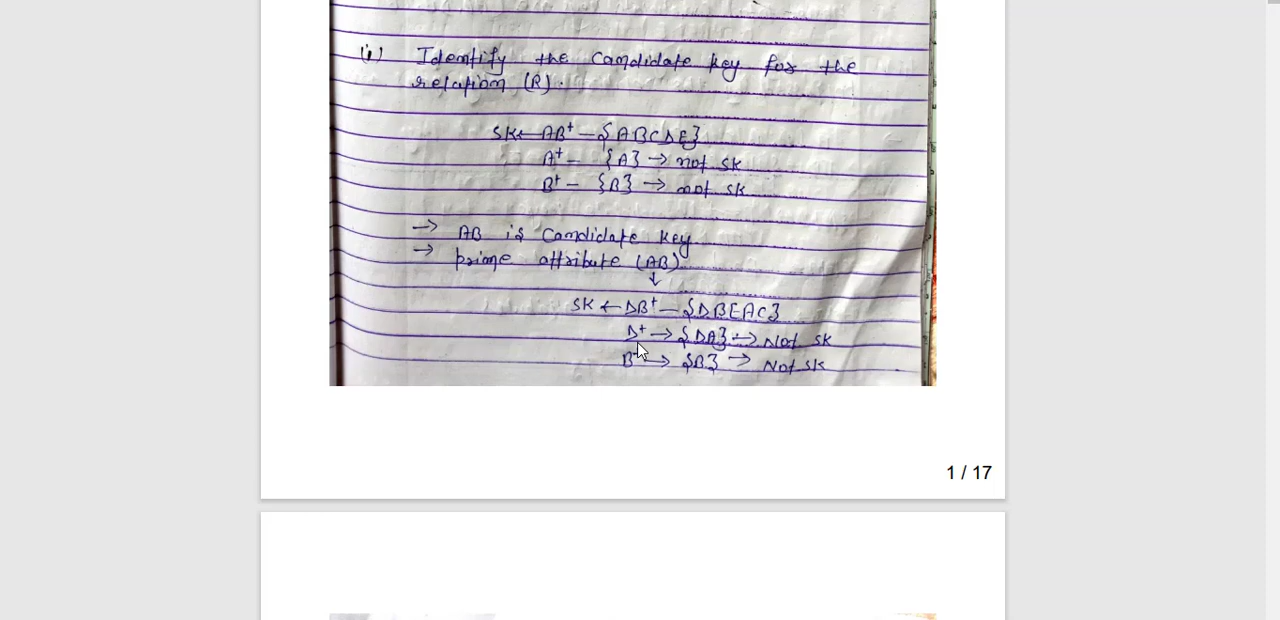 (i) Identify the Candidate key for the
relation (R).
SK ← AB⁺ – {ABCDE}
A⁺ – {A} → not SK
B⁺ – {B} → not SK
→ AB is Candidate key
→ prime attribute (AB)
↓
SK ← DB⁺ – {DBEAC}
D⁺ → {DA} → Not SK
B⁺ → {B} → Not SK
1 / 17